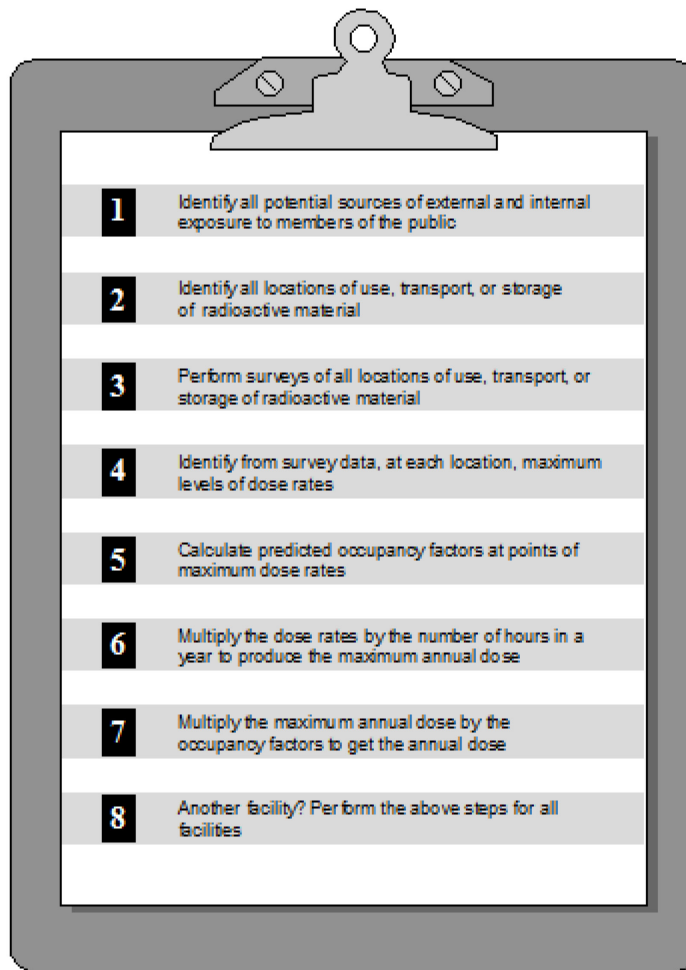 1
Identify all potential sources of external and internal
exposure to members of the public
2
Identify all locations of use, transport, or storage
of radioactive material
3
Perform surveys of all locations of use, transport, or
storage of radioactive material
4
Identify from survey data, at each location, maximum
levels of dose rates
5
Calculate predicted occupancy factors at points of
maximum dose rates
6
Multiply the dose rates by the number of hours in a
year to produce the maximum annual dose
7
Multiply the maximum annual dose by the
occupancy factors to get the annual dose
8
Another facility? Perform the above steps for all
facilities